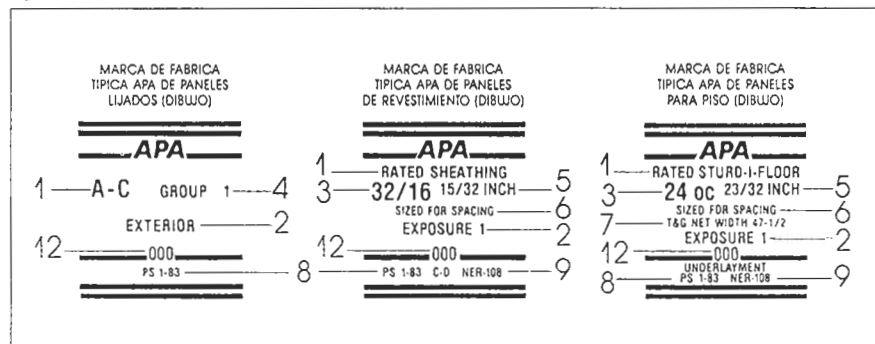 MARCA DE FABRICA
TIPICA APA DE PANELES
LIJADOS (DIBUJO)
APA
1 A-C GROUP 1 4
EXTERIOR 2
12 000
PS 1-83 8
MARCA DE FABRICA
TIPICA APA DE PANELES
DE REVESTIMIENTO (DIBUJO)
APA
1 RATED SHEATHING
3 32/16 15/32 INCH 5
SIZED FOR SPACING 6
EXPOSURE 1 2
12 000
8 PS 1-83 C-D NER-108 9
MARCA DE FABRICA
TIPICA APA DE PANELES
PARA PISO (DIBUJO)
APA
1 RATED STURD-I-FLOOR
3 24 OC 23/32 INCH 5
SIZED FOR SPACING 6
7 T&G NET WIDTH 47-1/2
EXPOSURE 1 2
12 000
UNDERLAYMENT
8 PS 1-83 NER-108 9